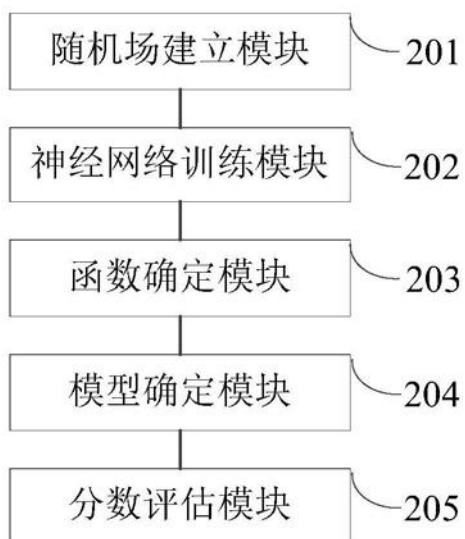 随机场建立模块 201
神经网络训练模块 202
函数确定模块 203
模型确定模块 204
分数评估模块 205